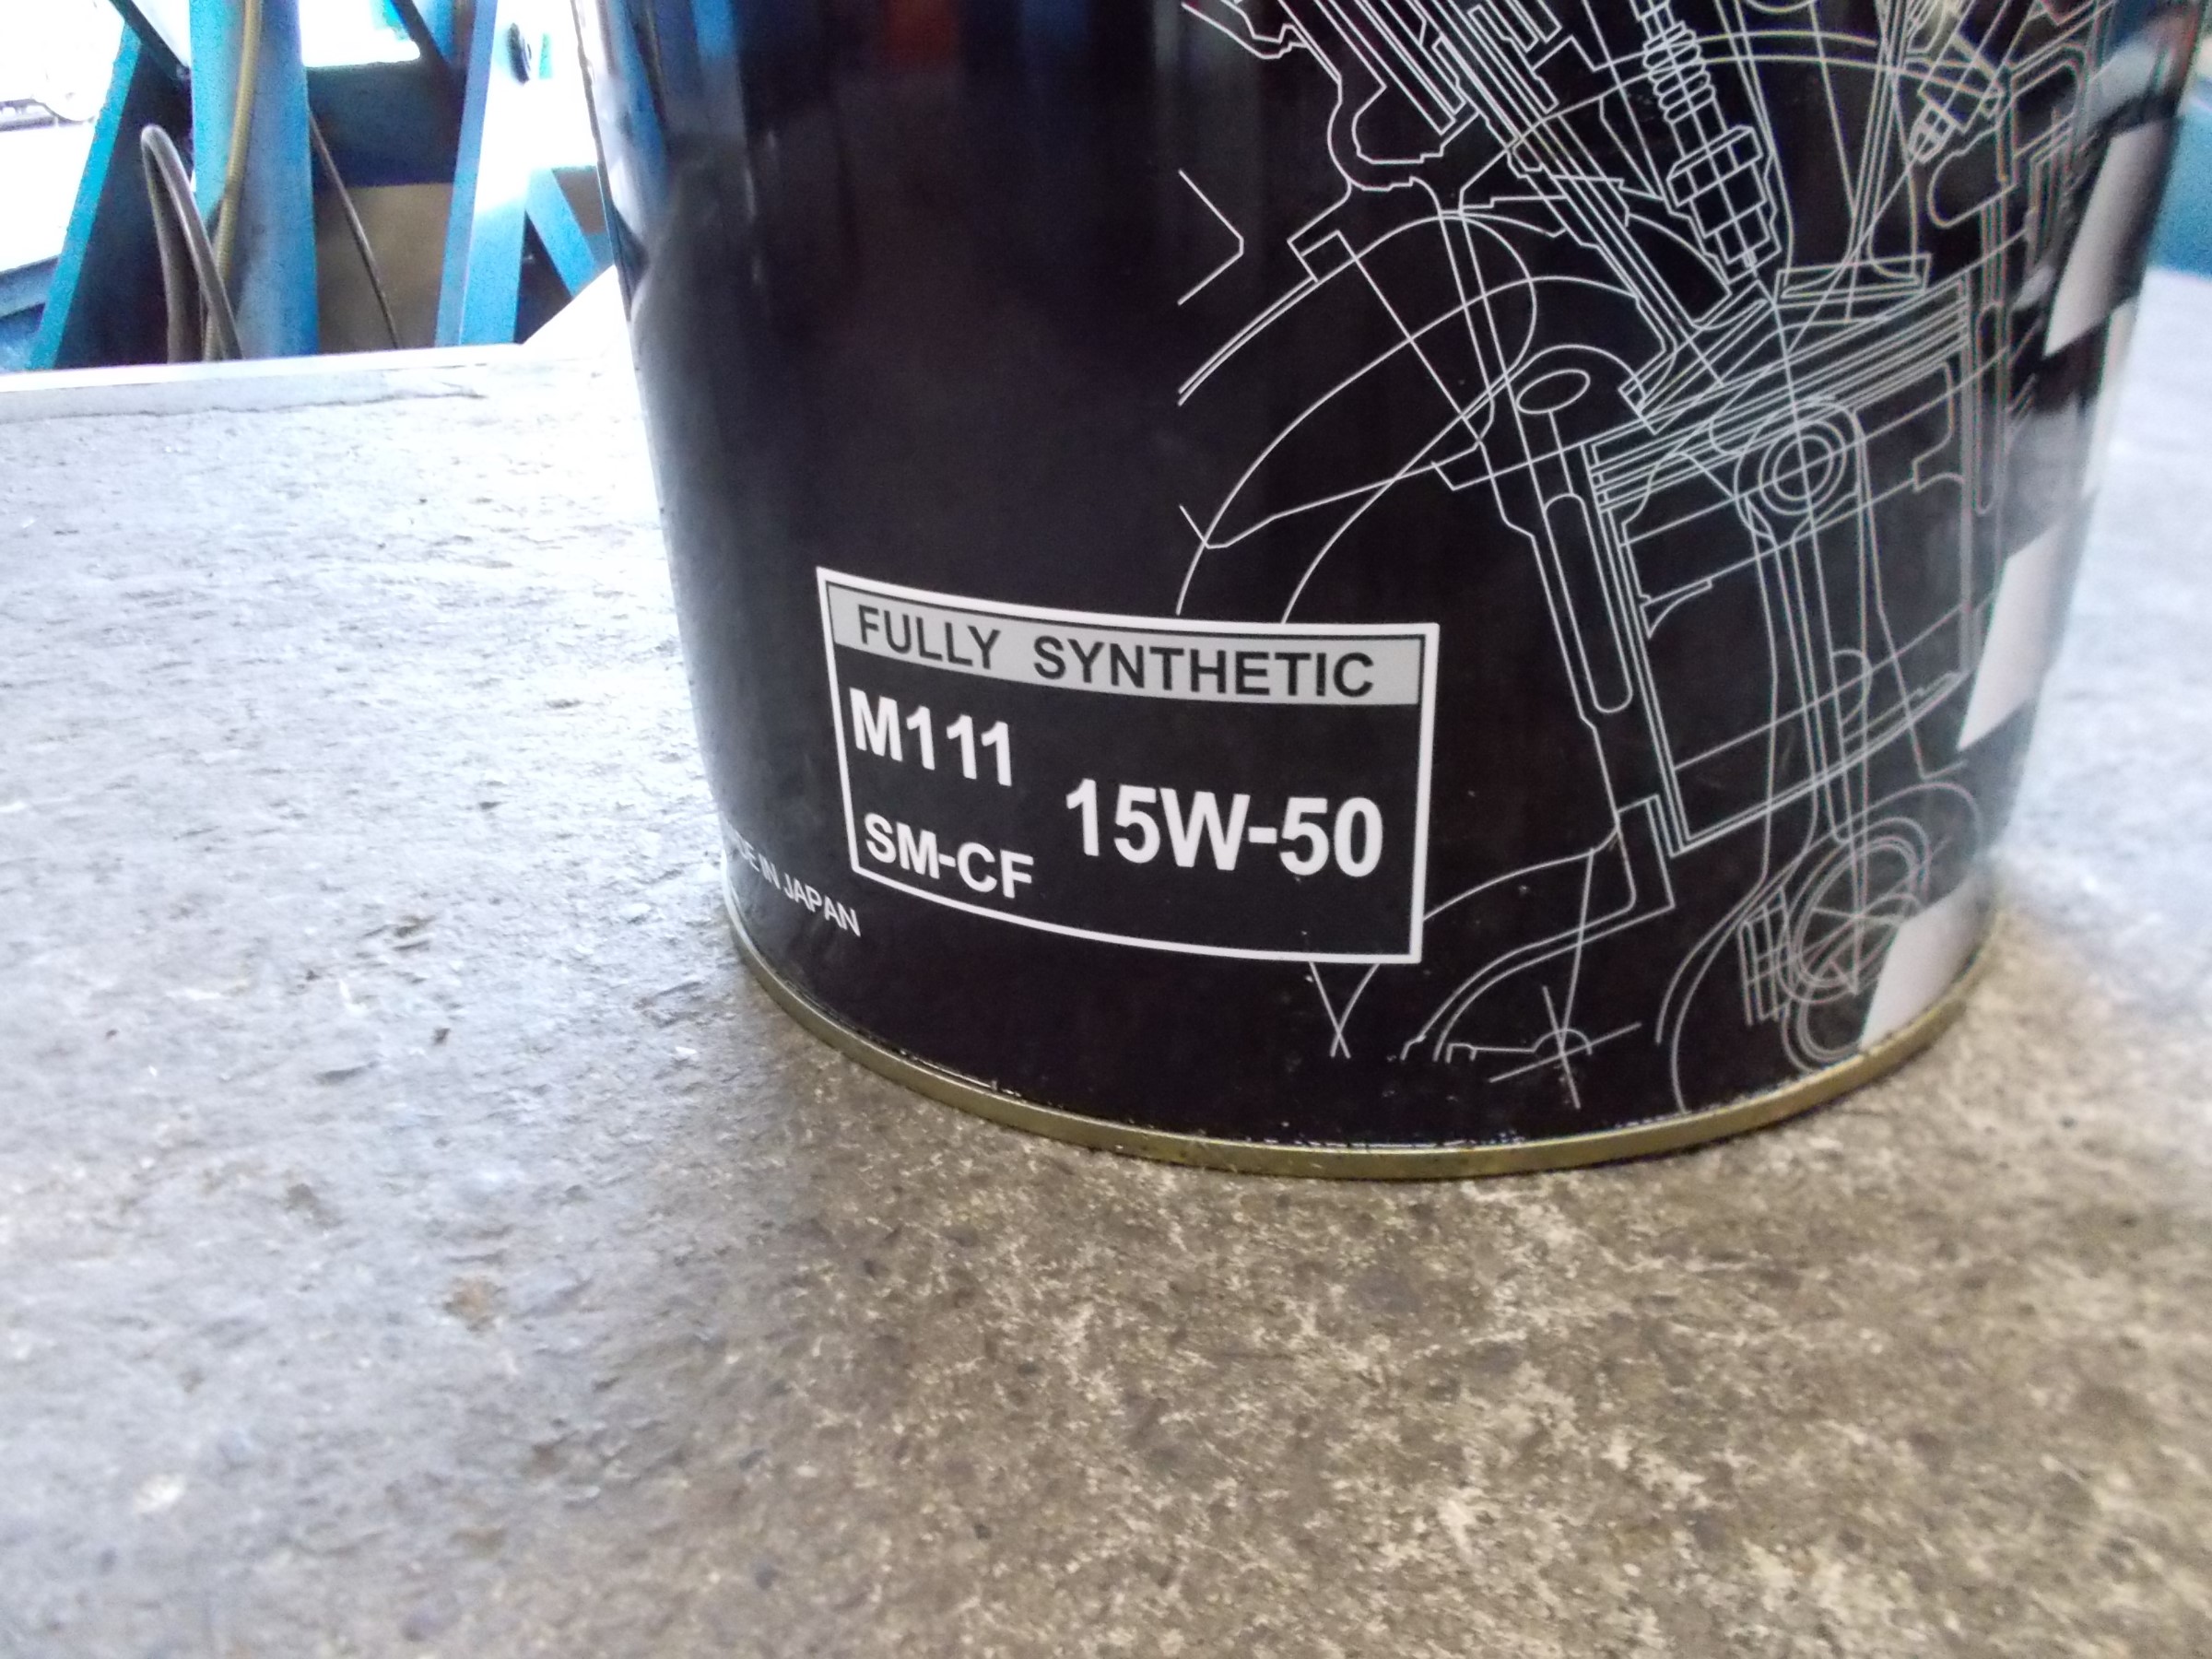 FULLY SYNTHETIC
M111
15W-50
SM-CF
IN JAPAN